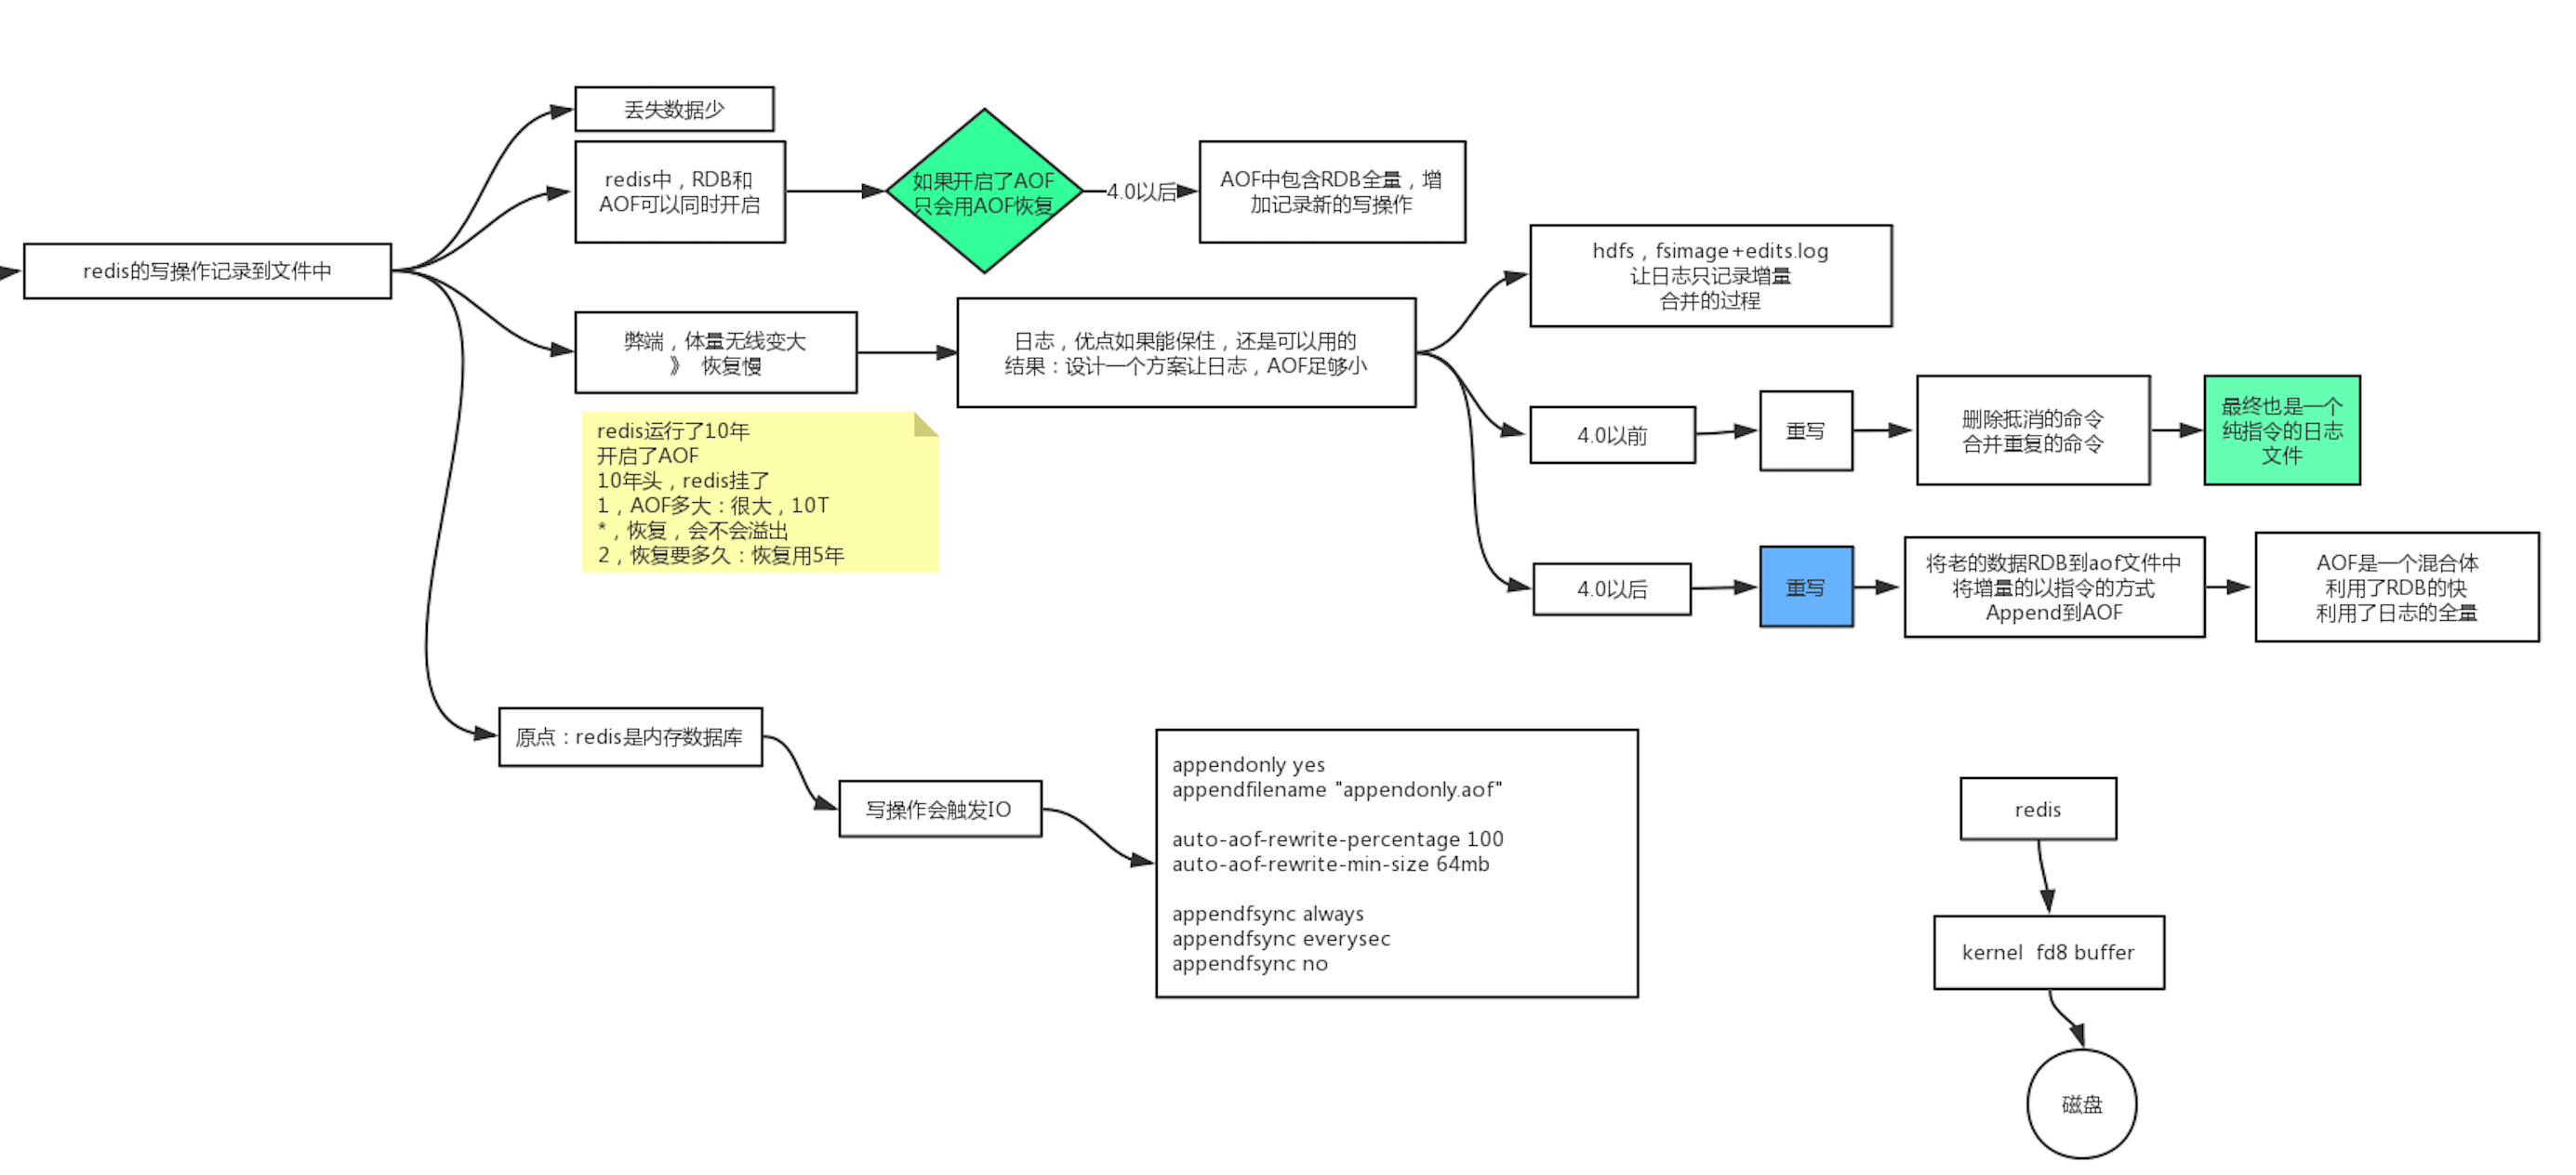 丢失数据少
redis中，RDB和
AOF可以同时开启
如果开启了AOF
只会用AOF恢复
4.0以后
AOF中包含RDB全量，增
加记录新的写操作
redis的写操作记录到文件中
hdfs，fsimage+edits.log
让日志只记录增量
合并的过程
弊端，体量无线变大
》 恢复慢
日志，优点如果能保住，还是可以用的
结果：设计一个方案让日志，AOF足够小
redis运行了10年
开启了AOF
10年头，redis挂了
1，AOF多大：很大，10T
*，恢复，会不会溢出
2，恢复要多久：恢复用5年
4.0以前
重写
删除抵消的命令
合并重复的命令
最终也是一个
纯指令的日志
文件
4.0以后
重写
将老的数据RDB到aof文件中
将增量的以指令的方式
Append到AOF
AOF是一个混合体
利用了RDB的快
利用了日志的全量
原点：redis是内存数据库
写操作会触发IO
appendonly yes
appendfilename "appendonly.aof"
auto-aof-rewrite-percentage 100
auto-aof-rewrite-min-size 64mb
appendfsync always
appendfsync everysec
appendfsync no
redis
kernel  fd8 buffer
磁盘